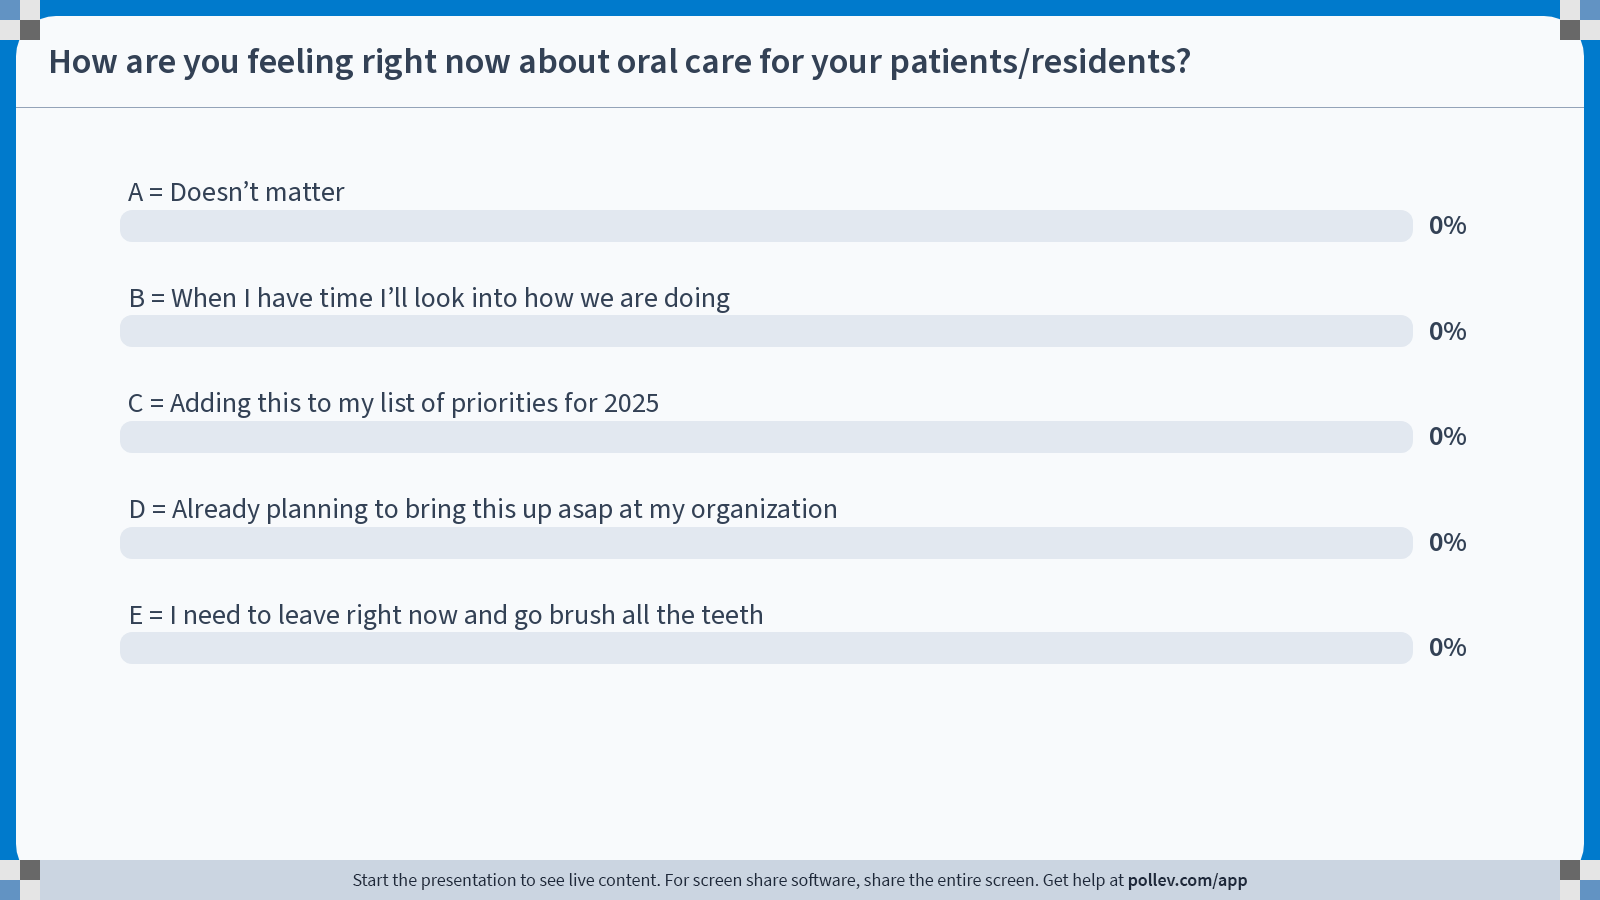 How are you feeling right now about oral care for your patients/residents?
A = Doesn’t matter
0%
B = When I have time I’ll look into how we are doing
0%
C = Adding this to my list of priorities for 2025
0%
D = Already planning to bring this up asap at my organization
0%
E = I need to leave right now and go brush all the teeth
0%
Start the presentation to see live content. For screen share software, share the entire screen. Get help at pollev.com/app